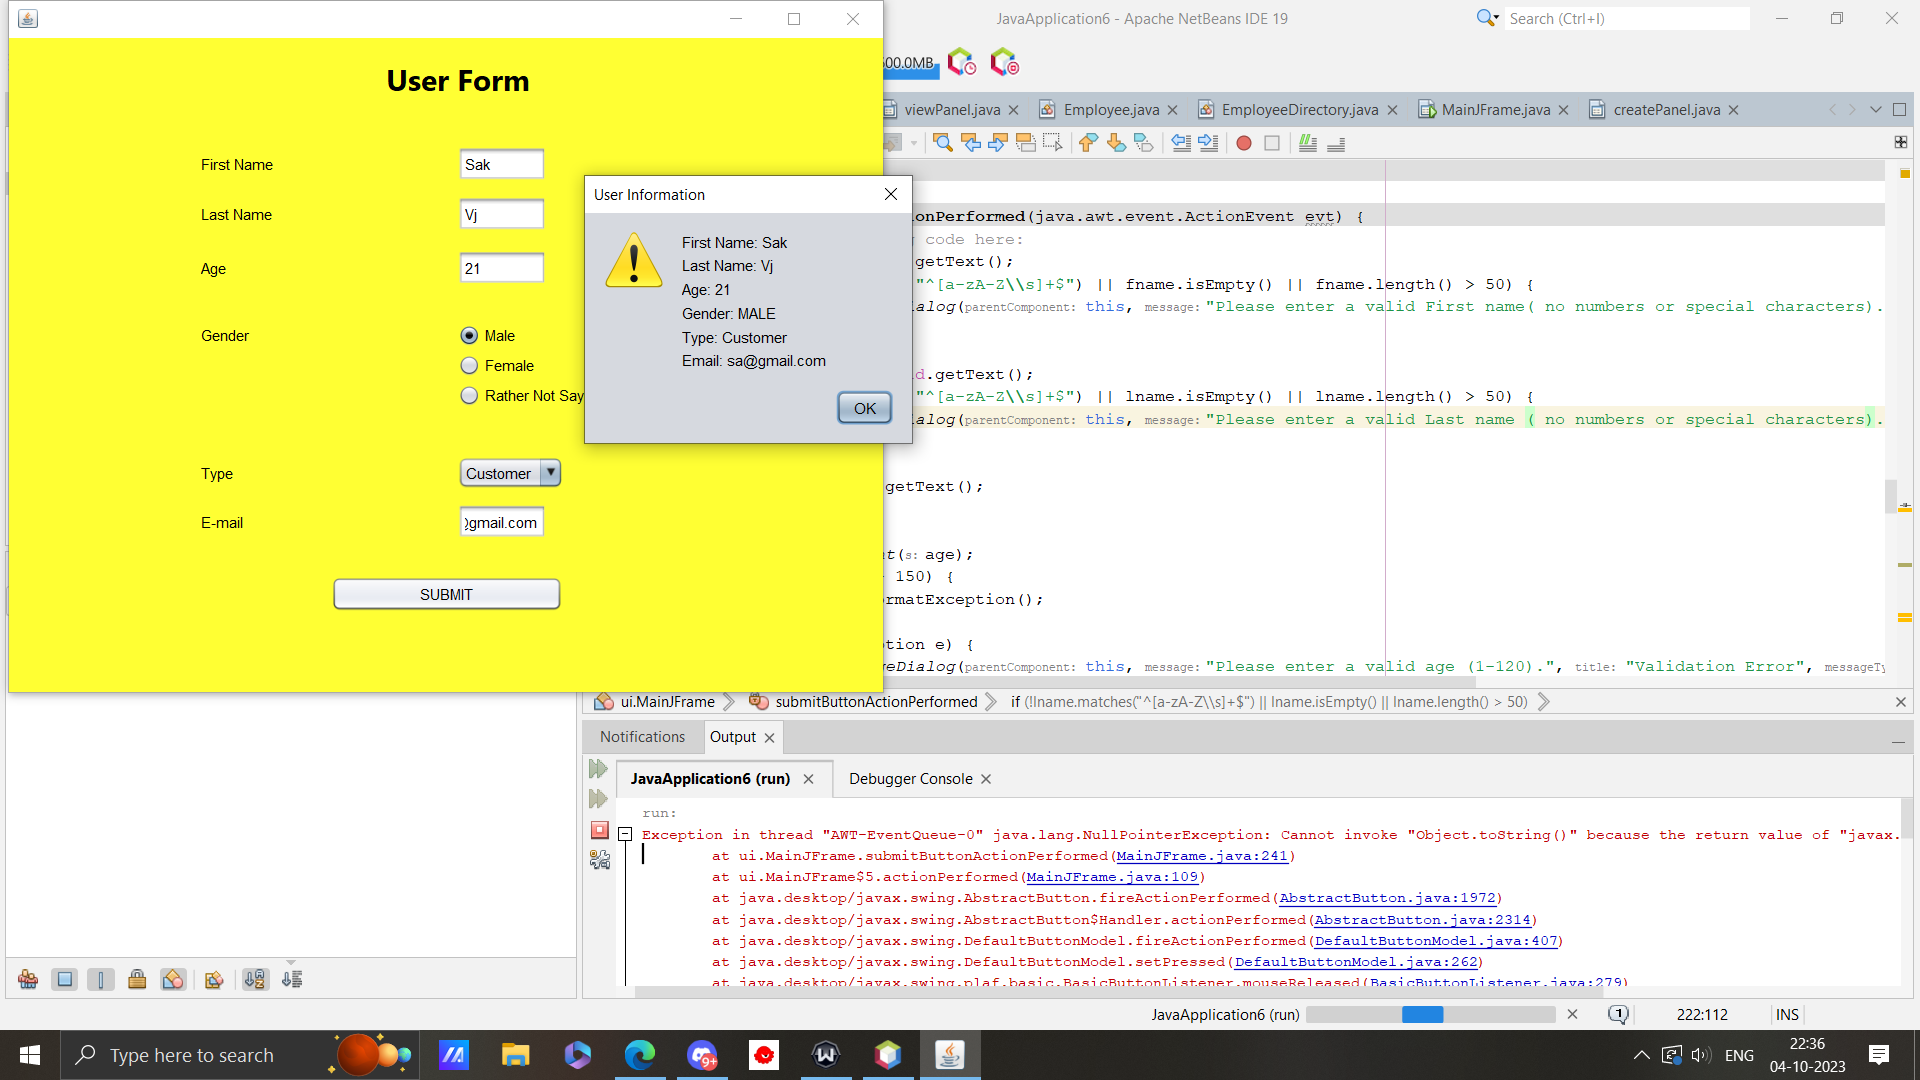 JavaApplication6 - Apache NetBeans IDE 19
Search (Ctrl+I)
User Form
First Name
Sak
Last Name
Vj
Age
21
Gender
Male
Female
Rather Not Say
Type
Customer
E-mail
gmail.com
SUBMIT
User Information
First Name: Sak
Last Name: Vj
Age: 21
Gender: MALE
Type: Customer
Email: sa@gmail.com
OK
00.0MB
viewPanel.java
Employee.java
EmployeeDirectory.java
MainJFrame.java
createPanel.java
onPerformed(java.awt.event.ActionEvent evt) {
code here:
getText();
"^[a-zA-Z\\s]+$") || fname.isEmpty() || fname.length() > 50) {
alog(parentComponent: this, message: "Please enter a valid First name( no numbers or special characters).
d.getText();
"^[a-zA-Z\\s]+$") || lname.isEmpty() || lname.length() > 50) {
alog(parentComponent: this, message: "Please enter a valid Last name ( no numbers or special characters).
getText();
t(s: age);
150) {
rmatException();
tion e) {
eDialog(parentComponent: this, message: "Please enter a valid age (1-120).", title: "Validation Error", messageTy
ui.MainJFrame
submitButtonActionPerformed
if (!lname.matches("^[a-zA-Z\\s]+$") || lname.isEmpty() || lname.length() > 50)
Notifications
Output
JavaApplication6 (run)
Debugger Console
run:
Exception in thread "AWT-EventQueue-0" java.lang.NullPointerException: Cannot invoke "Object.toString()" because the return value of "javax.
at ui.MainJFrame.submitButtonActionPerformed(MainJFrame.java:241)
at ui.MainJFrame$5.actionPerformed(MainJFrame.java:109)
at java.desktop/javax.swing.AbstractButton.fireActionPerformed(AbstractButton.java:1972)
at java.desktop/javax.swing.AbstractButton$Handler.actionPerformed(AbstractButton.java:2314)
at java.desktop/javax.swing.DefaultButtonModel.fireActionPerformed(DefaultButtonModel.java:407)
at java.desktop/javax.swing.DefaultButtonModel.setPressed(DefaultButtonModel.java:262)
at java.desktop/javax.swing.plaf.basic.BasicButtonListener.mouseReleased(BasicButtonListener.java:279)
JavaApplication6 (run)
1
222:112
INS
Type here to search
9+
ENG
22:36
04-10-2023